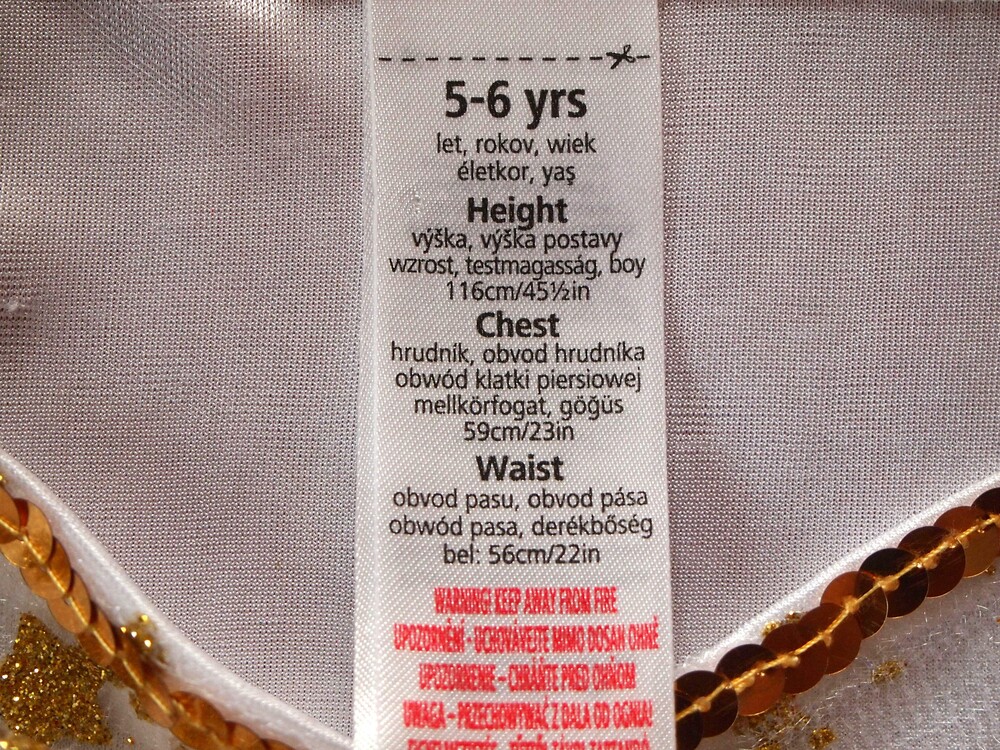 5-6 yrs
let, rokov, wiek
életkor, yaş
Height
výška, výška postavy
wzrost, testmagasság, boy
116cm/45½in
Chest
hrudník, obvod hrudníka
obwód klatki piersiowej
mellkörfogat, göğüs
59cm/23in
Waist
obvod pasu, obvod pása
obwód pasa, derékbőség
bel: 56cm/22in
WARNING! KEEP AWAY FROM FIRE
UPOZORNĚNÍ - UCHOVÁVEJTE MIMO DOSAH OHNĚ
UPOZORNENIE - CHRÁŇTE PRED OHŇOM
UWAGA - PRZECHOWYWAĆ Z DALA OD OGNIA!